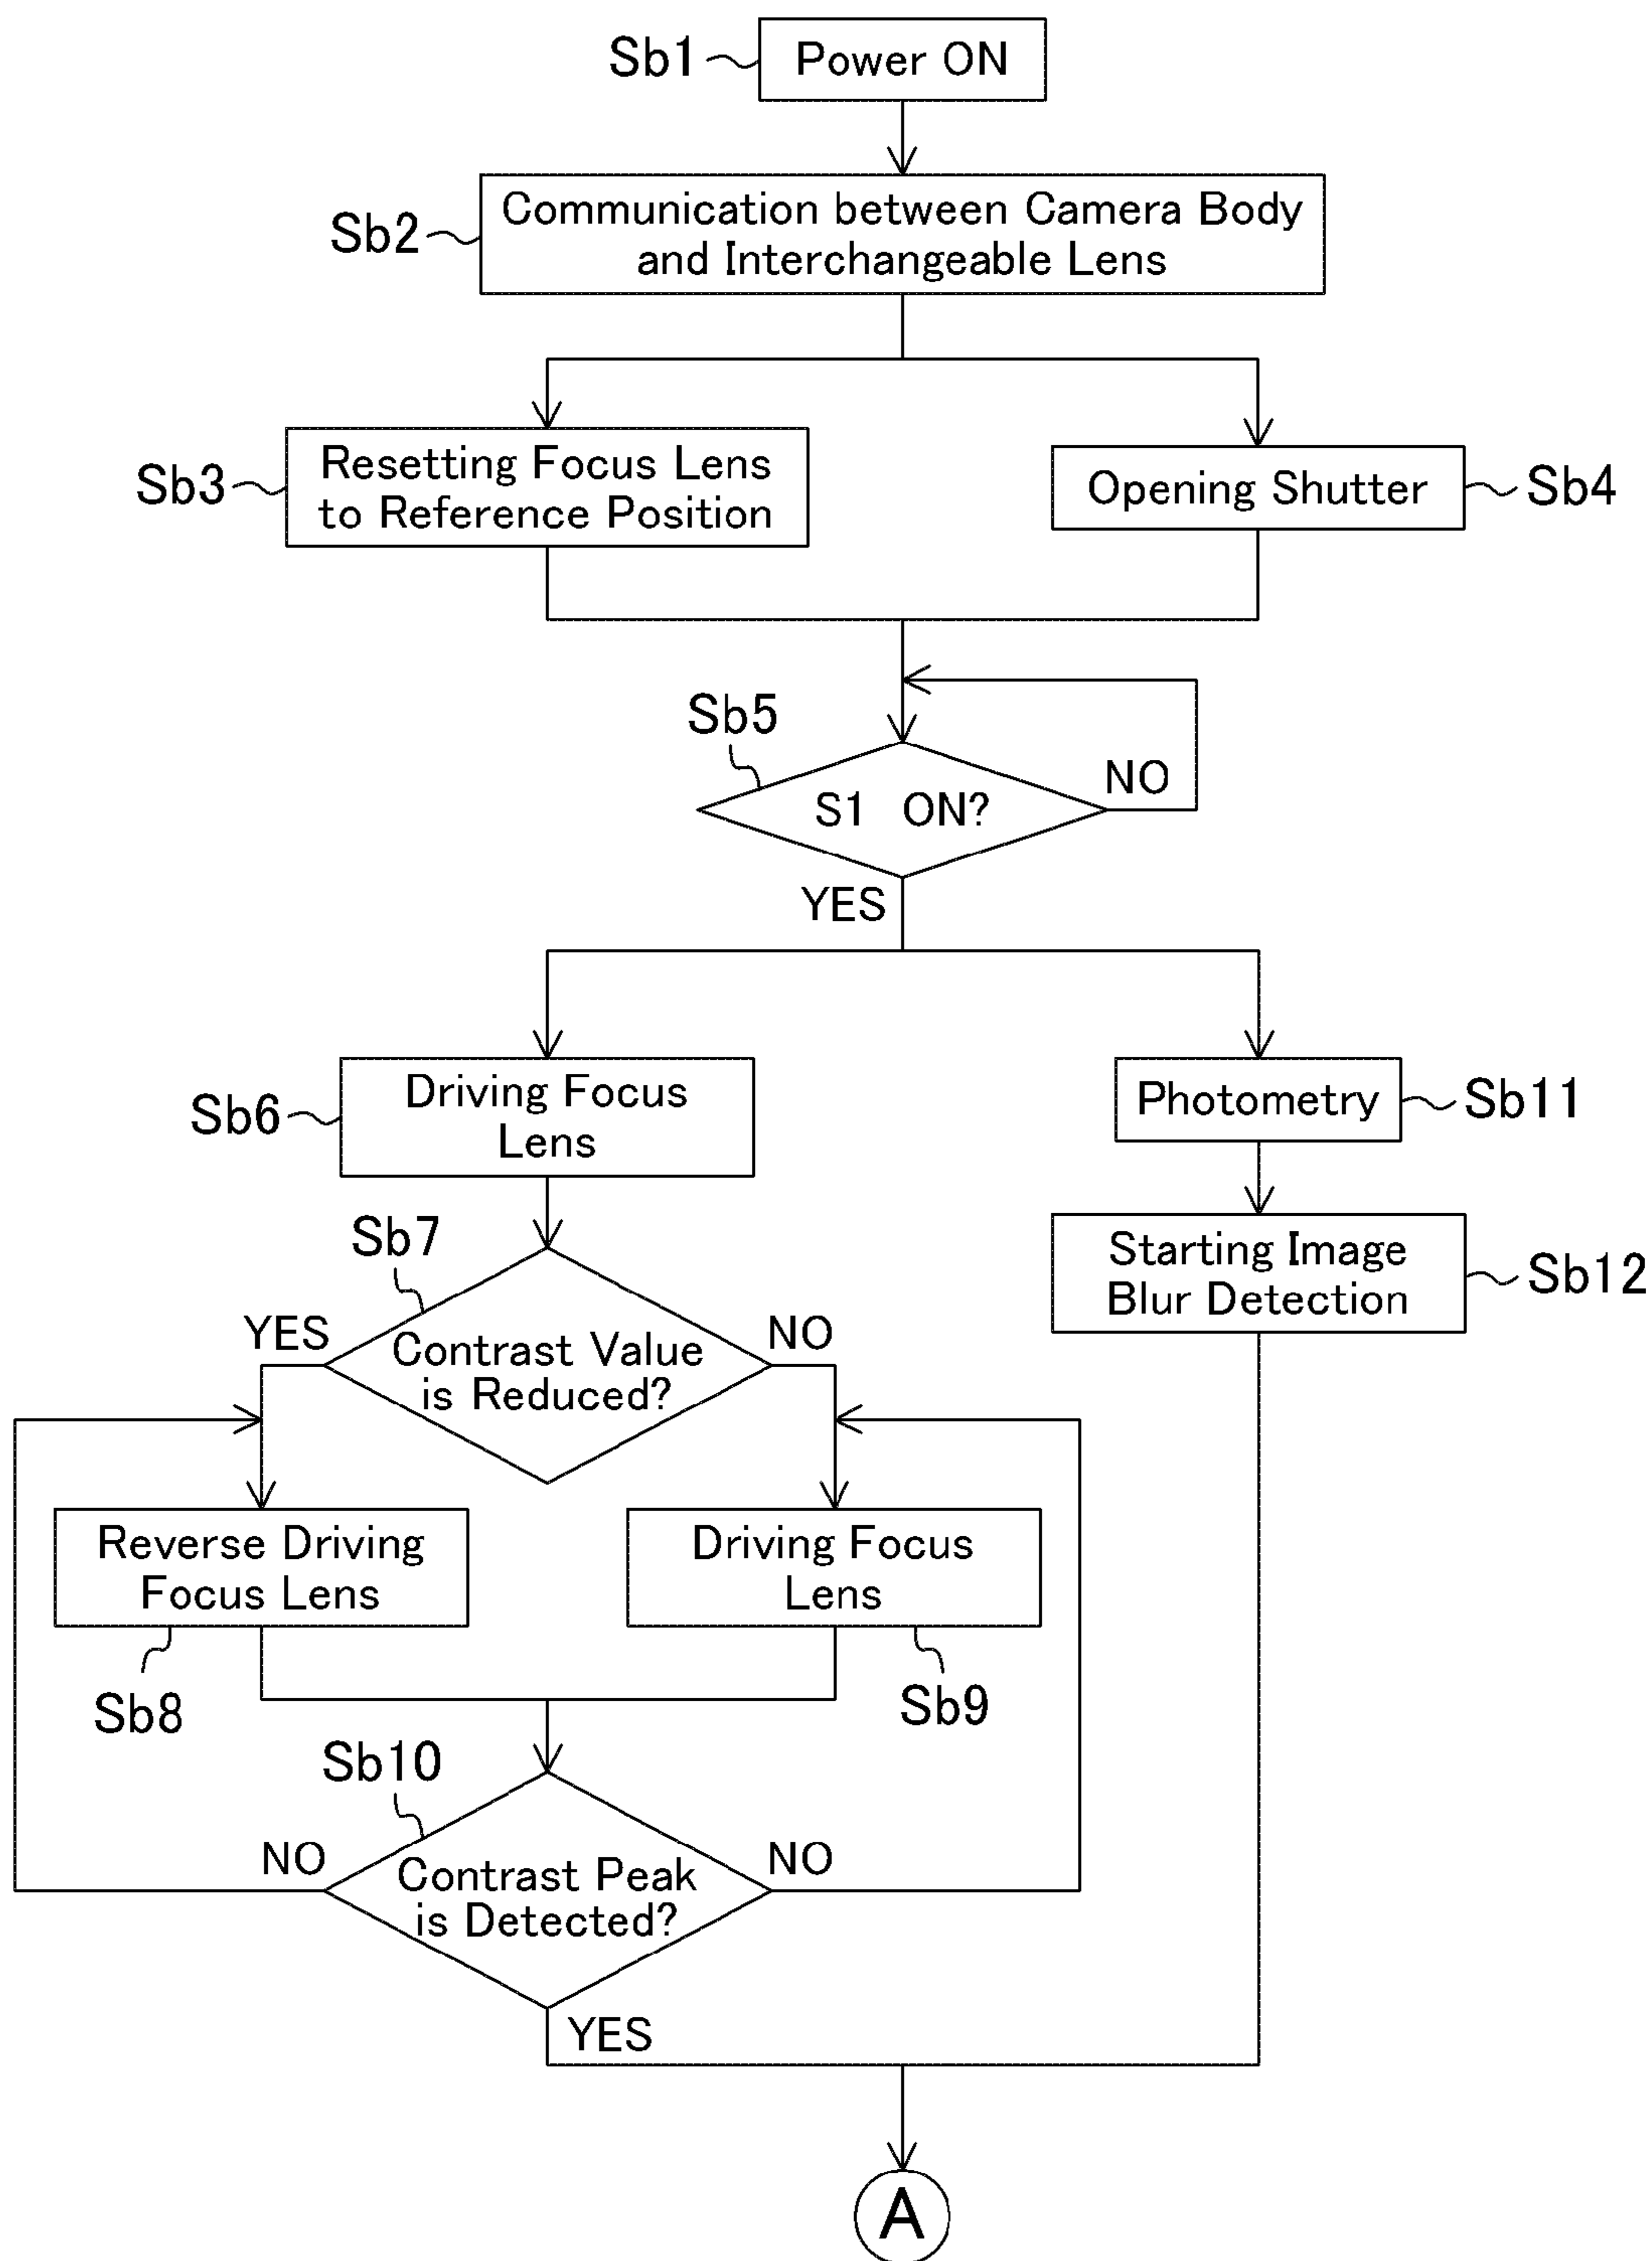 Sb1
Power ON
Sb2
Communication between Camera Body
and Interchangeable Lens
Sb3
Resetting Focus Lens
to Reference Position
Opening Shutter
Sb4
Sb5
S1 ON?
NO
YES
Sb6
Driving Focus
Lens
Photometry
Sb11
Starting Image
Blur Detection
Sb12
Sb7
YES
Contrast Value
is Reduced?
NO
Reverse Driving
Focus Lens
Sb8
Driving Focus
Lens
Sb9
Sb10
NO
Contrast Peak
is Detected?
NO
YES
A